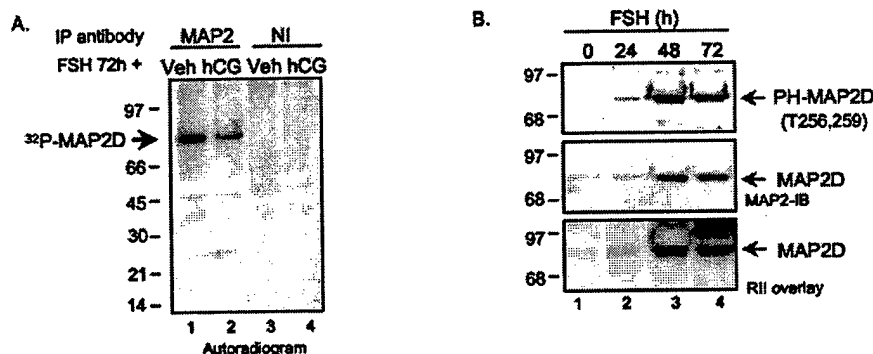 A.
IP antibody MAP2 NI
FSH 72h + Veh hCG Veh hCG
97
³²P-MAP2D
66
45
30
21
14
1 2 3 4
Autoradiogram
B.
FSH (h)
0 24 48 72
97
PH-MAP2D
68
(T256,259)
97
MAP2D
68
MAP2-IB
97
MAP2D
68
RII overlay
1 2 3 4